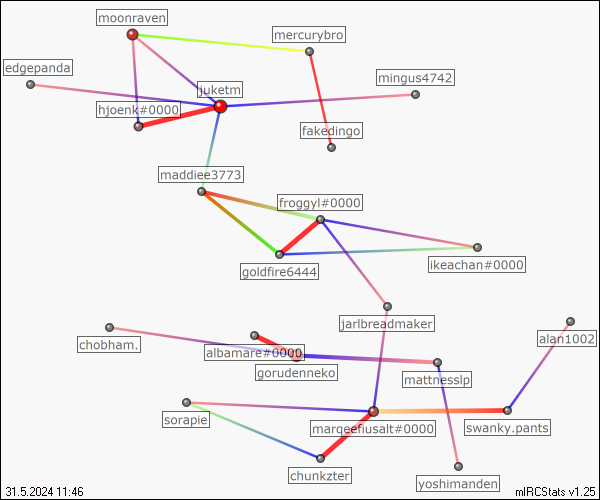 moonraven
mercurybro
edgepanda
mingus4742
juketm
hjoenk#0000
fakedingo
maddiee3773
froggyl#0000
goldfire6444
ikeachan#0000
jarlbreadmaker
chobham.
alan1002
albamare#0000
gorudenneko
mattnesslp
sorapie
marqeefiusalt#0000
swanky.pants
chunkzter
yoshimanden
31.5.2024 11:46
mIRCStats v1.25